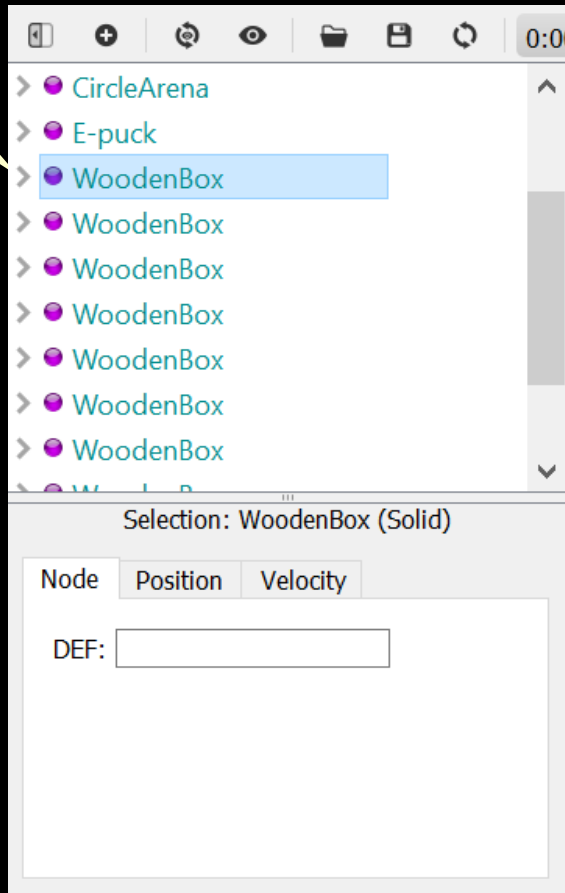 0:0
CircleArena
E-puck
WoodenBox
WoodenBox
WoodenBox
WoodenBox
WoodenBox
WoodenBox
WoodenBox
Selection: WoodenBox (Solid)
Node Position Velocity
DEF: